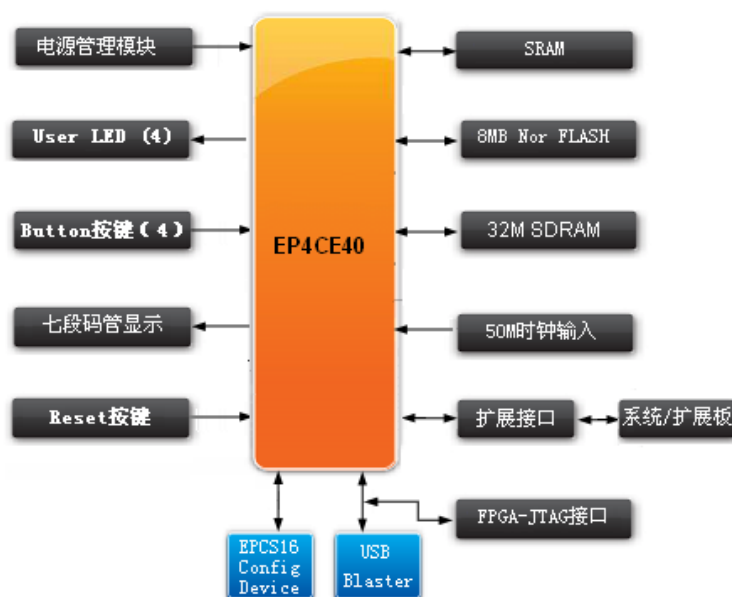 电源管理模块
SRAM
User LED (4)
8MB Nor FLASH
Button按键(4)
32M SDRAM
EP4CE40
七段码管显示
50M时钟输入
Reset按键
扩展接口
系统/扩展板
FPGA-JTAG接口
EPCS16
Config
Device
USB
Blaster